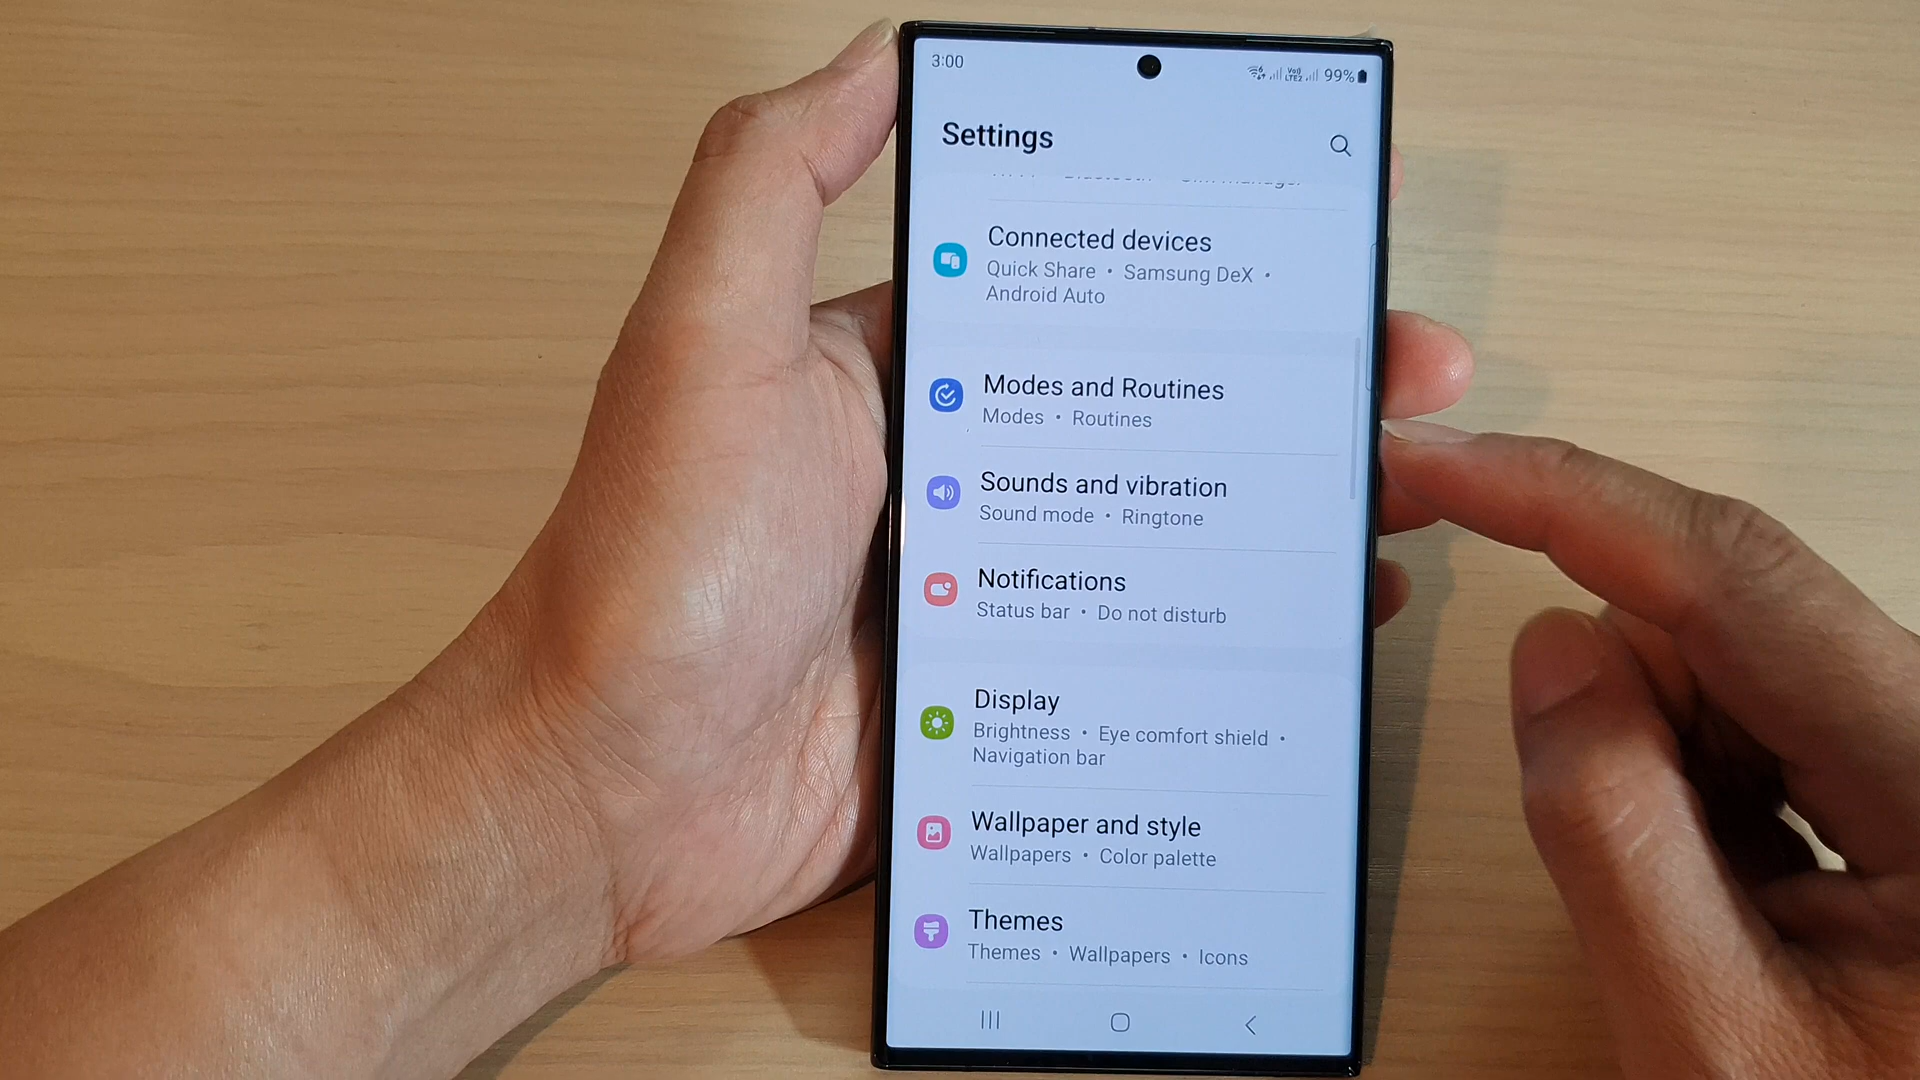 3:00
99%
Settings
Connected devices
Quick Share • Samsung DeX •
Android Auto
Modes and Routines
Modes • Routines
Sounds and vibration
Sound mode • Ringtone
Notifications
Status bar • Do not disturb
Display
Brightness • Eye comfort shield •
Navigation bar
Wallpaper and style
Wallpapers • Color palette
Themes
Themes • Wallpapers • Icons